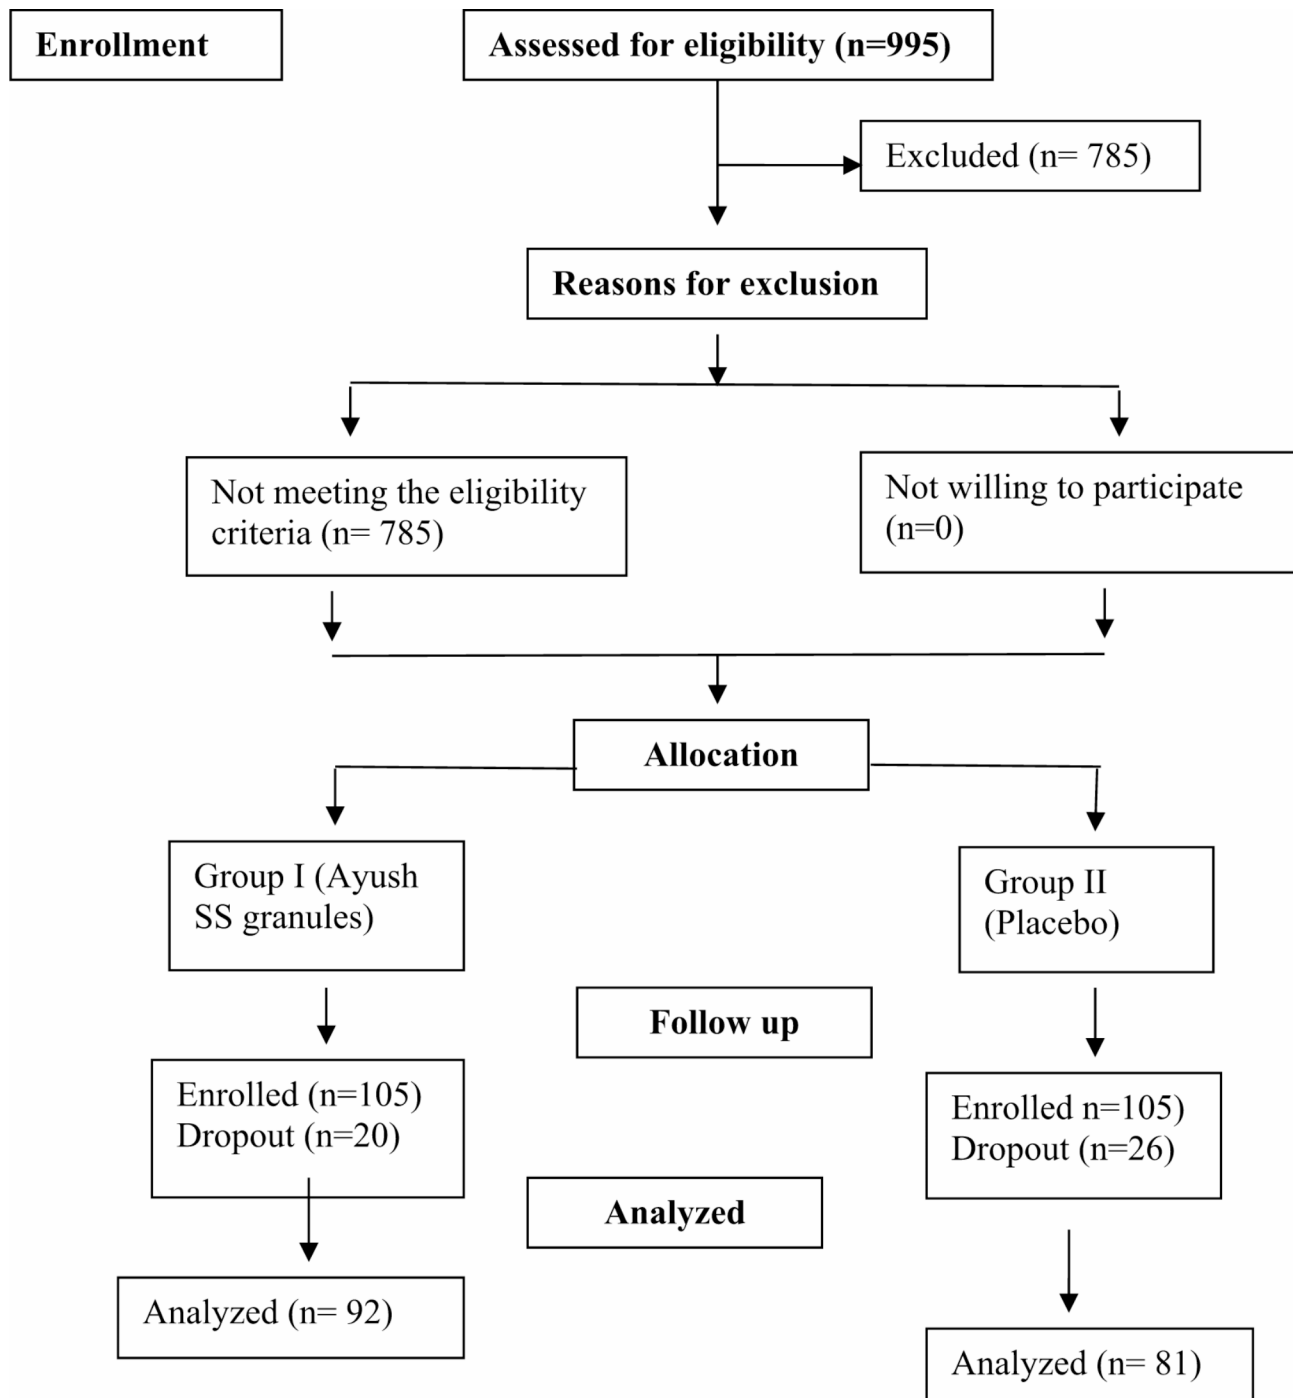 Enrollment
Assessed for eligibility (n=995)
Excluded (n= 785)
Reasons for exclusion
Not meeting the eligibility
criteria (n= 785)
Not willing to participate
(n=0)
Allocation
Group I (Ayush
SS granules)
Group II
(Placebo)
Follow up
Enrolled (n=105)
Dropout (n=20)
Enrolled n=105)
Dropout (n=26)
Analyzed
Analyzed (n= 92)
Analyzed (n= 81)